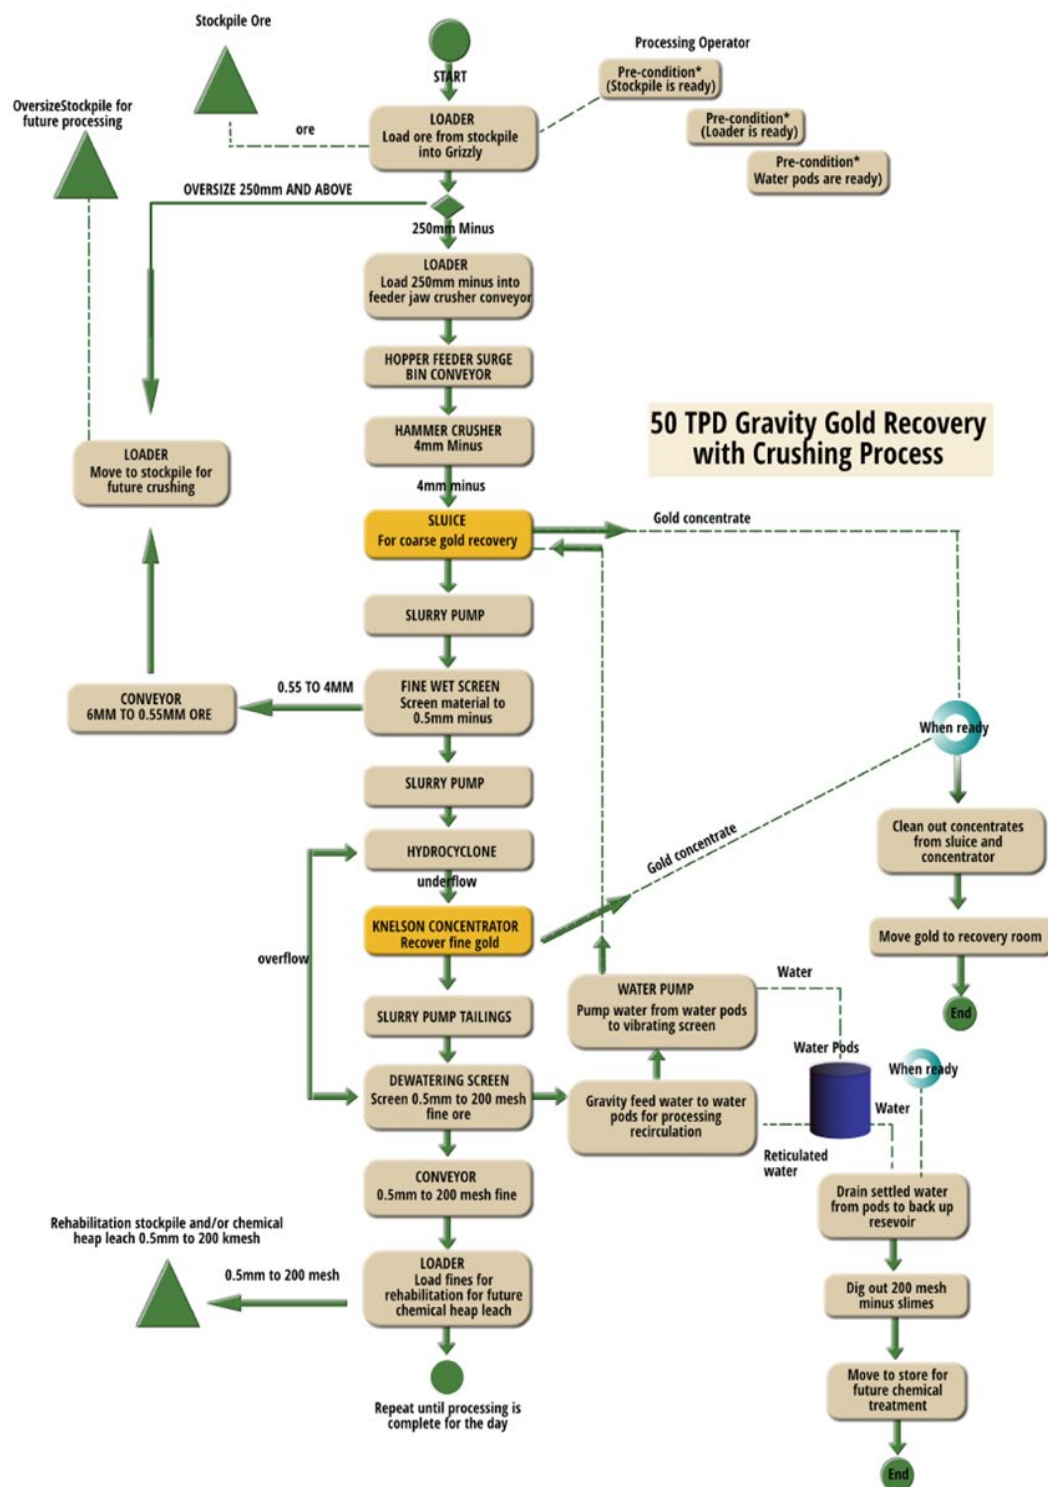 Stockpile Ore
START
Processing Operator
Pre-condition*
(Stockpile is ready)
OversizeStockpile for
future processing
ore
LOADER
Load ore from stockpile
into Grizzly
Pre-condition*
(Loader is ready)
Pre-condition*
Water pods are ready)
OVERSIZE 250mm AND ABOVE
250mm Minus
LOADER
Load 250mm minus into
feeder jaw crusher conveyor
HOPPER FEEDER SURGE
BIN CONVEYOR
HAMMER CRUSHER
4mm Minus
50 TPD Gravity Gold Recovery
with Crushing Process
LOADER
Move to stockpile for
future crushing
4mm minus
SLUICE
For coarse gold recovery
Gold concentrate
SLURRY PUMP
FINE WET SCREEN
Screen material to
0.5mm minus
0.55 TO 4MM
CONVEYOR
6MM TO 0.55MM ORE
When ready
SLURRY PUMP
Clean out concentrates
from sluice and
concentrator
HYDROCYCLONE
Gold concentrate
underflow
KNELSON CONCENTRATOR
Recover fine gold
Move gold to recovery room
overflow
WATER PUMP
Pump water from water pods
to vibrating screen
Water
End
SLURRY PUMP TAILINGS
Water Pods
When ready
DEWATERING SCREEN
Screen 0.5mm to 200 mesh
fine ore
Gravity feed water to water
pods for processing
recirculation
Water
Reticulated
water
CONVEYOR
0.5mm to 200 mesh fine
Drain settled water
from pods to back up
resevoir
Rehabilitation stockpile and/or chemical
heap leach 0.5mm to 200 kmesh
0.5mm to 200 mesh
LOADER
Load fines for
rehabilitation for future
chemical heap leach
Dig out 200 mesh
minus slimes
Move to store for
future chemical
treatment
Repeat until processing is
complete for the day
End